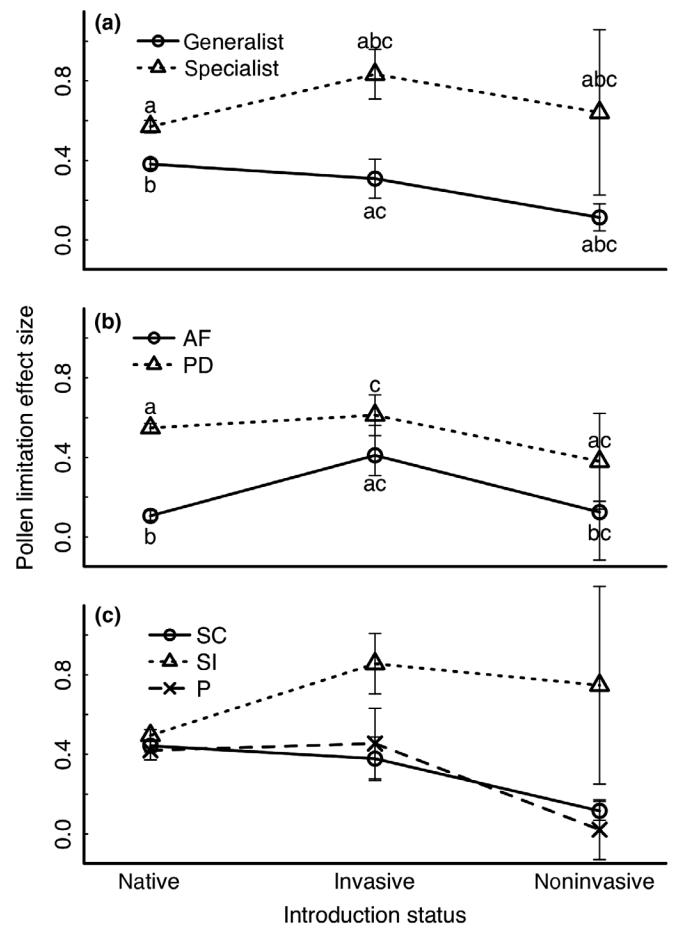 (a)
Generalist
Specialist
abc
abc
a
b
ac
abc
0.8
0.4
0.0
(b)
AF
PD
a
c
ac
b
ac
bc
0.8
0.4
0.0
Pollen limitation effect size
(c)
SC
SI
P
0.8
0.4
0.0
Native Invasive Noninvasive
Introduction status